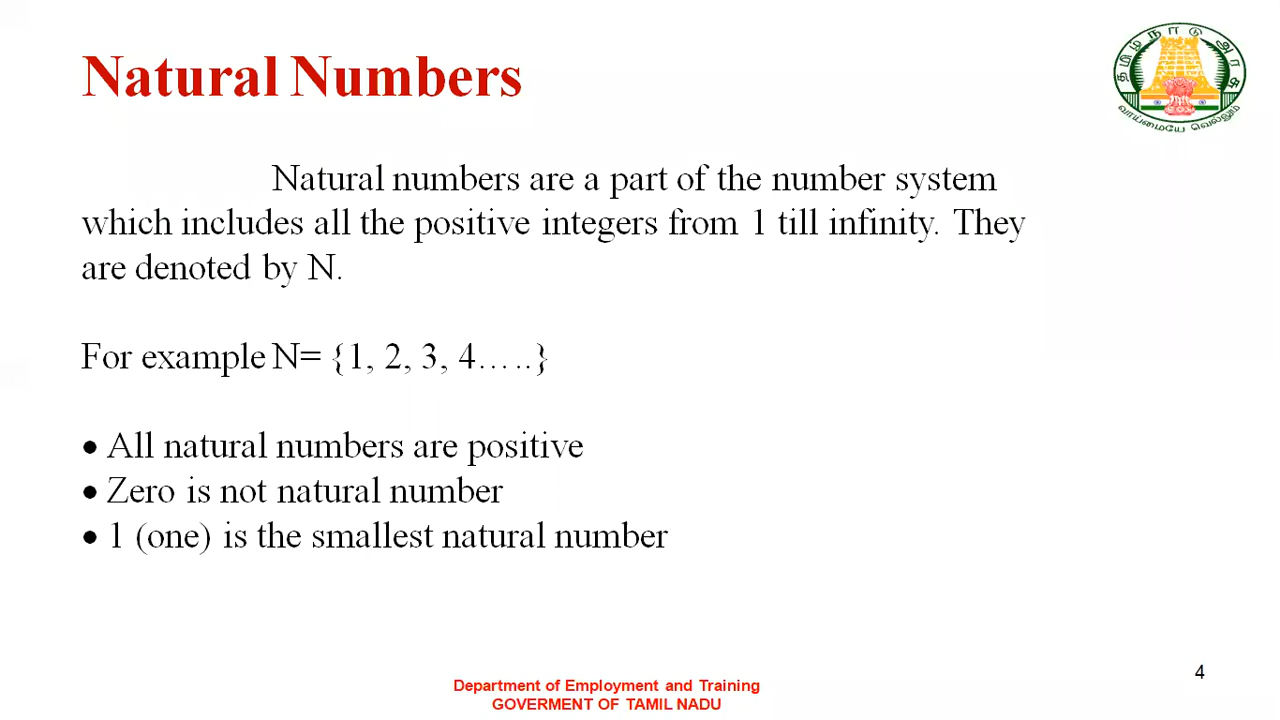 Natural Numbers
தமிழ் நாடு அரசு
வாய்மையே வெல்லும்
Natural numbers are a part of the number system
which includes all the positive integers from 1 till infinity. They
are denoted by N.
For example N= {1, 2, 3, 4…..}
• All natural numbers are positive
• Zero is not natural number
• 1 (one) is the smallest natural number
4
Department of Employment and Training
GOVERMENT OF TAMIL NADU